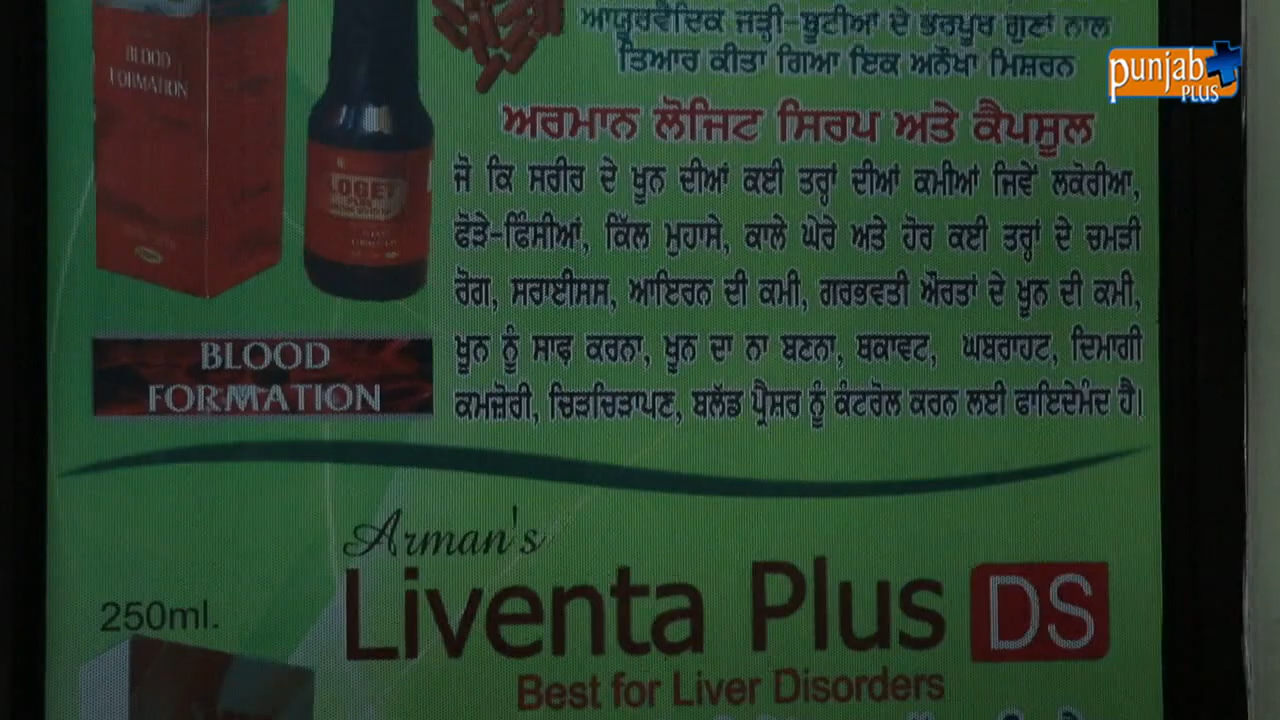 ਆਯੂਰਵੈਦਿਕ ਜੜ੍ਹੀ-ਬੂਟੀਆਂ ਦੇ ਭਰਪੂਰ ਗੁਣਾਂ ਨਾਲ
ਤਿਆਰ ਕੀਤਾ ਗਿਆ ਇਕ ਅਨੌਖਾ ਮਿਸ਼ਰਨ
punjab
PLUS
BLOOD
FORMATION
ਅਰਮਾਨ ਲੋਜਿਟ ਸਿਰਪ ਅਤੇ ਕੈਪਸੂਲ
ਜੋ ਕਿ ਸਰੀਰ ਦੇ ਖੂਨ ਦੀਆਂ ਕਈ ਤਰ੍ਹਾਂ ਦੀਆਂ ਕਮੀਆਂ ਜਿਵੇਂ ਲਕੋਰੀਆ,
ਫੋੜੇ-ਫਿੰਸੀਆਂ, ਕਿੱਲ ਮੁਹਾਸੇ, ਕਾਲੇ ਘੇਰੇ ਅਤੇ ਹੋਰ ਕਈ ਤਰ੍ਹਾਂ ਦੇ ਚਮੜੀ
ਰੋਗ, ਸਰਾਈਸਸ, ਆਇਰਨ ਦੀ ਕਮੀ, ਗਰਭਵਤੀ ਔਰਤਾਂ ਦੇ ਖੂਨ ਦੀ ਕਮੀ,
ਖੂਨ ਨੂੰ ਸਾਫ਼ ਕਰਨਾ, ਖੂਨ ਦਾ ਨਾ ਬਣਨਾ, ਥਕਾਵਟ, ਘਬਰਾਹਟ, ਦਿਮਾਗੀ
ਕਮਜ਼ੋਰੀ, ਚਿੜਚਿੜਾਪਣ, ਬਲੱਡ ਪ੍ਰੈਸ਼ਰ ਨੂੰ ਕੰਟਰੋਲ ਕਰਨ ਲਈ ਫਾਇਦੇਮੰਦ ਹੈ।
BLOOD
FORMATION
Arman's
Liventa Plus DS
250ml.
Best for Liver Disorders